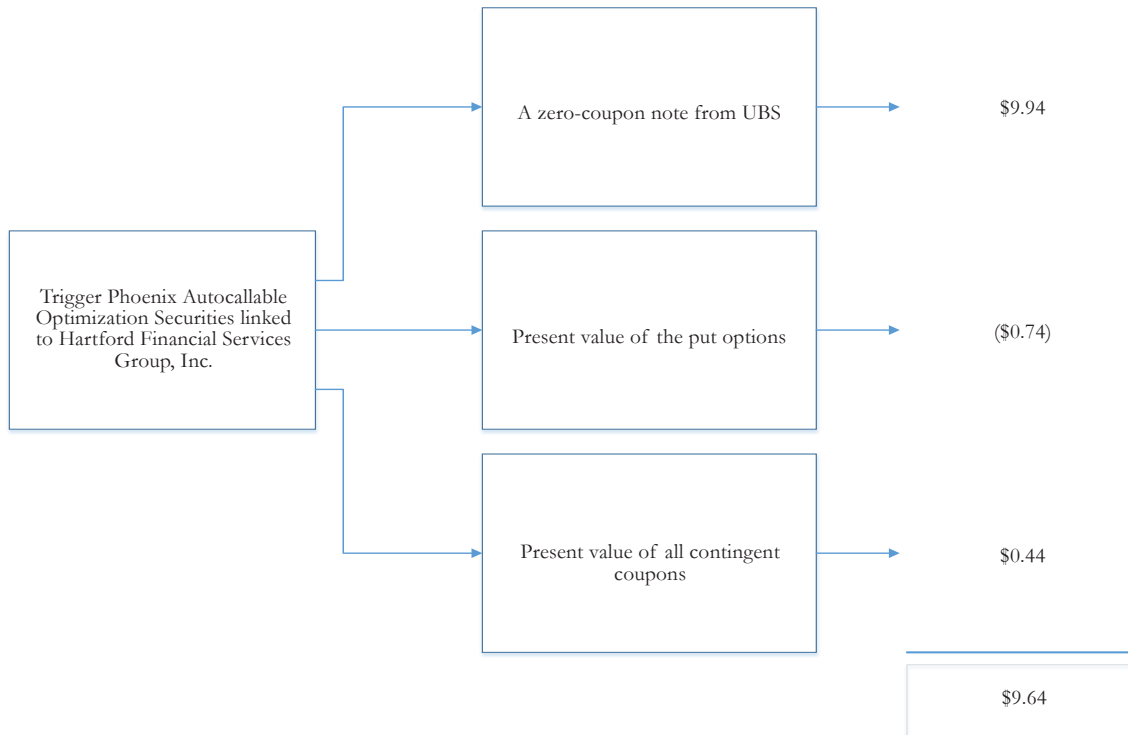 A zero-coupon note from UBS
$9.94
Trigger Phoenix Autocallable
Optimization Securities linked
to Hartford Financial Services
Group, Inc.
Present value of the put options
($0.74)
Present value of all contingent
coupons
$0.44
$9.64